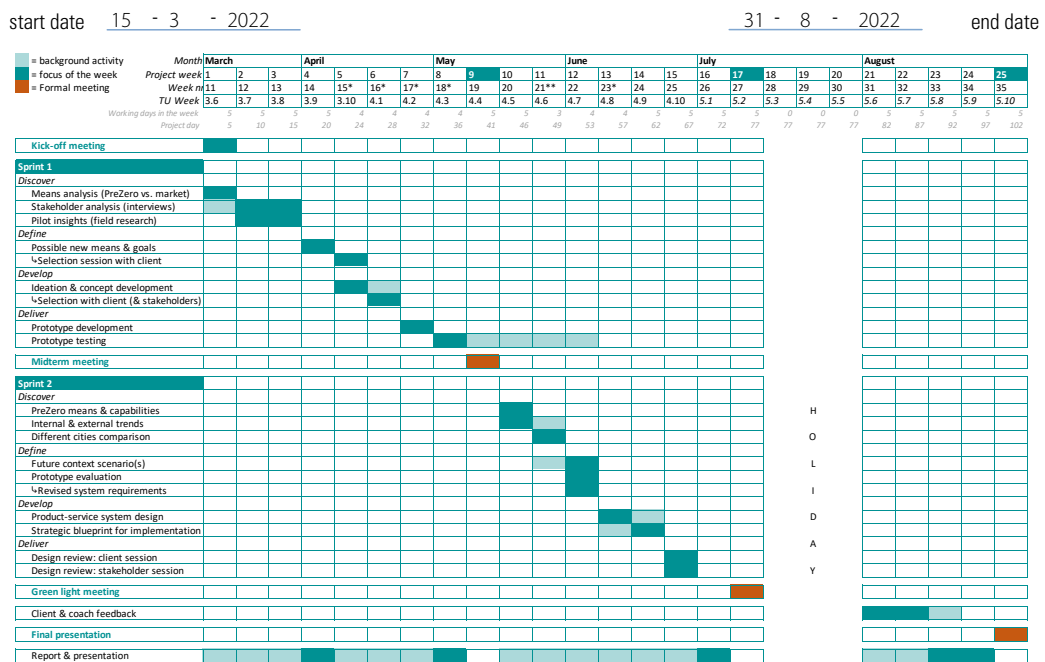 start date 15 - 3 - 2022 31 - 8 - 2022 end date
= background activity Month March April May June July August
= focus of the week Project week 1 2 3 4 5 6 7 8 9 10 11 12 13 14 15 16 17 18 19 20 21 22 23 24 25
= Formal meeting Week nr 11 12 13 14 15* 16* 17* 18* 19 20 21** 22 23* 24 25 26 27 28 29 30 31 32 33 34 35
TU Week 3.6 3.7 3.8 3.9 3.10 4.1 4.2 4.3 4.4 4.5 4.6 4.7 4.8 4.9 4.10 5.1 5.2 5.3 5.4 5.5 5.6 5.7 5.8 5.9 5.10
Working days in the week 5 5 5 5 4 4 4 4 5 5 3 4 4 5 5 5 5 0 0 0 5 5 5 5 5
Project day 5 10 15 20 24 28 32 36 41 46 49 53 57 62 67 72 77 77 77 77 82 87 92 97 102
Kick-off meeting
Sprint 1
Discover
Means analysis (PreZero vs. market)
Stakeholder analysis (interviews)
Pilot insights (field research)
Define
Possible new means & goals
↳Selection session with client
Develop
Ideation & concept development
↳Selection with client (& stakeholders)
Deliver
Prototype development
Prototype testing
Midterm meeting
Sprint 2
Discover
PreZero means & capabilities H
Internal & external trends
Different cities comparison O
Define
Future context scenario(s) L
Prototype evaluation
↳Revised system requirements I
Develop
Product-service system design D
Strategic blueprint for implementation
Deliver A
Design review: client session
Design review: stakeholder session Y
Green light meeting
Client & coach feedback
Final presentation
Report & presentation